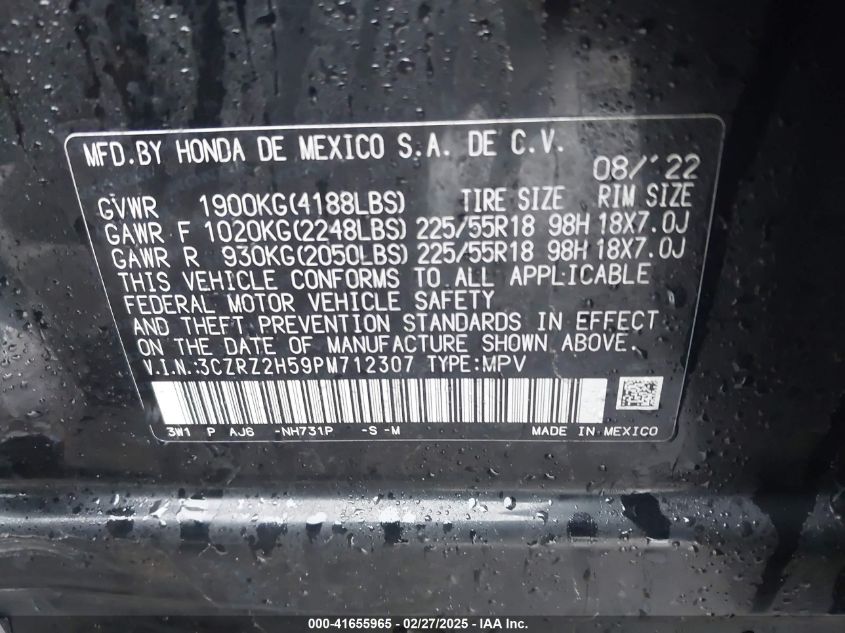 MFD.BY HONDA DE MEXICO S.A. DE C.V. 08/'22
GVWR 1900KG(4188LBS) TIRE SIZE RIM SIZE
GAWR F 1020KG(2248LBS) 225/55R18 98H 18X7.0J
GAWR R 930KG(2050LBS) 225/55R18 98H 18X7.0J
THIS VEHICLE CONFORMS TO ALL APPLICABLE
FEDERAL MOTOR VEHICLE SAFETY
AND THEFT PREVENTION STANDARDS IN EFFECT
ON THE DATE OF MANUFACTURE SHOWN ABOVE.
V.I.N.:3CZRZ2H59PM712307 TYPE:MPV
3W1 P AJ6 -NH731P -S -M MADE IN MEXICO
000-41655965 - 02/27/2025 - IAA Inc.